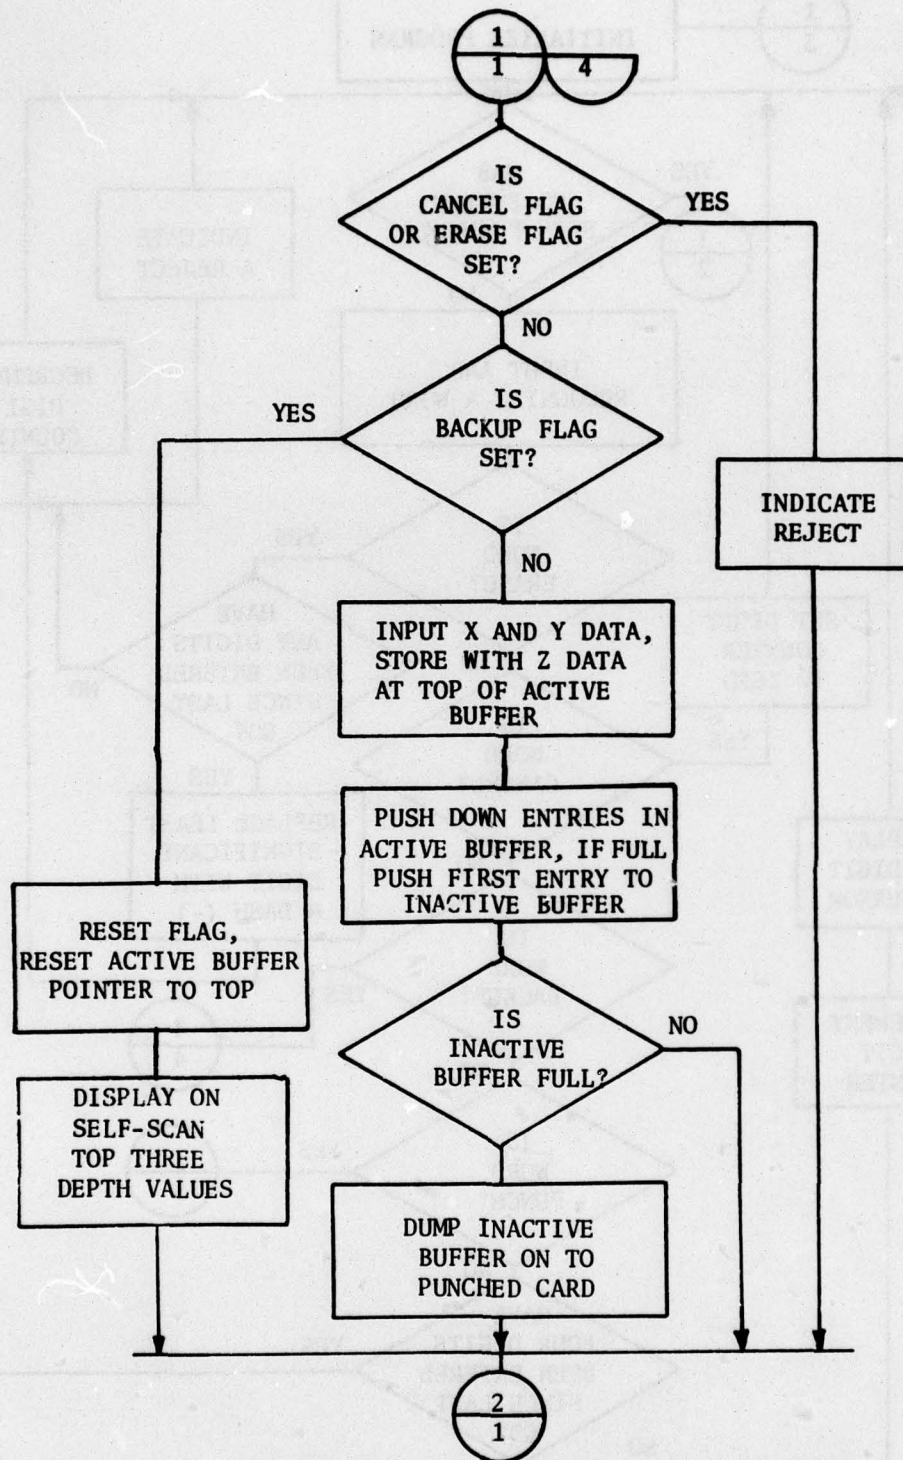 1
1
4
IS
CANCEL FLAG
OR ERASE FLAG
SET?
YES
NO
IS
BACKUP FLAG
SET?
YES
NO
INDICATE
REJECT
INPUT X AND Y DATA,
STORE WITH Z DATA
AT TOP OF ACTIVE
BUFFER
PUSH DOWN ENTRIES IN
ACTIVE BUFFER, IF FULL
PUSH FIRST ENTRY TO
INACTIVE BUFFER
RESET FLAG,
RESET ACTIVE BUFFER
POINTER TO TOP
IS
INACTIVE
BUFFER FULL?
NO
DISPLAY ON
SELF-SCAN
TOP THREE
DEPTH VALUES
DUMP INACTIVE
BUFFER ON TO
PUNCHED CARD
2
1